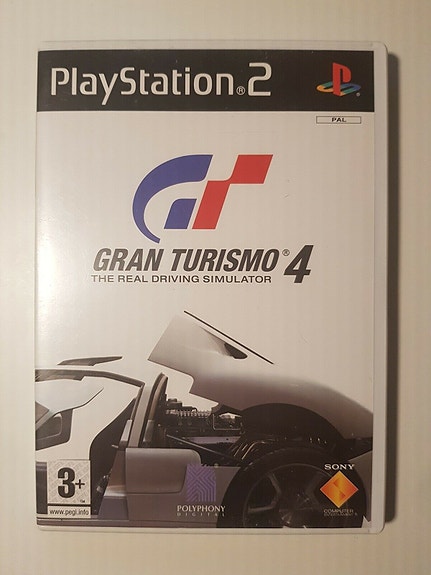 PlayStation®2
PAL
GT
GRAN TURISMO® 4
THE REAL DRIVING SIMULATOR
3+
www.pegi.info
POLYPHONY
DIGITAL
SONY
COMPUTER
ENTERTAINMENT®